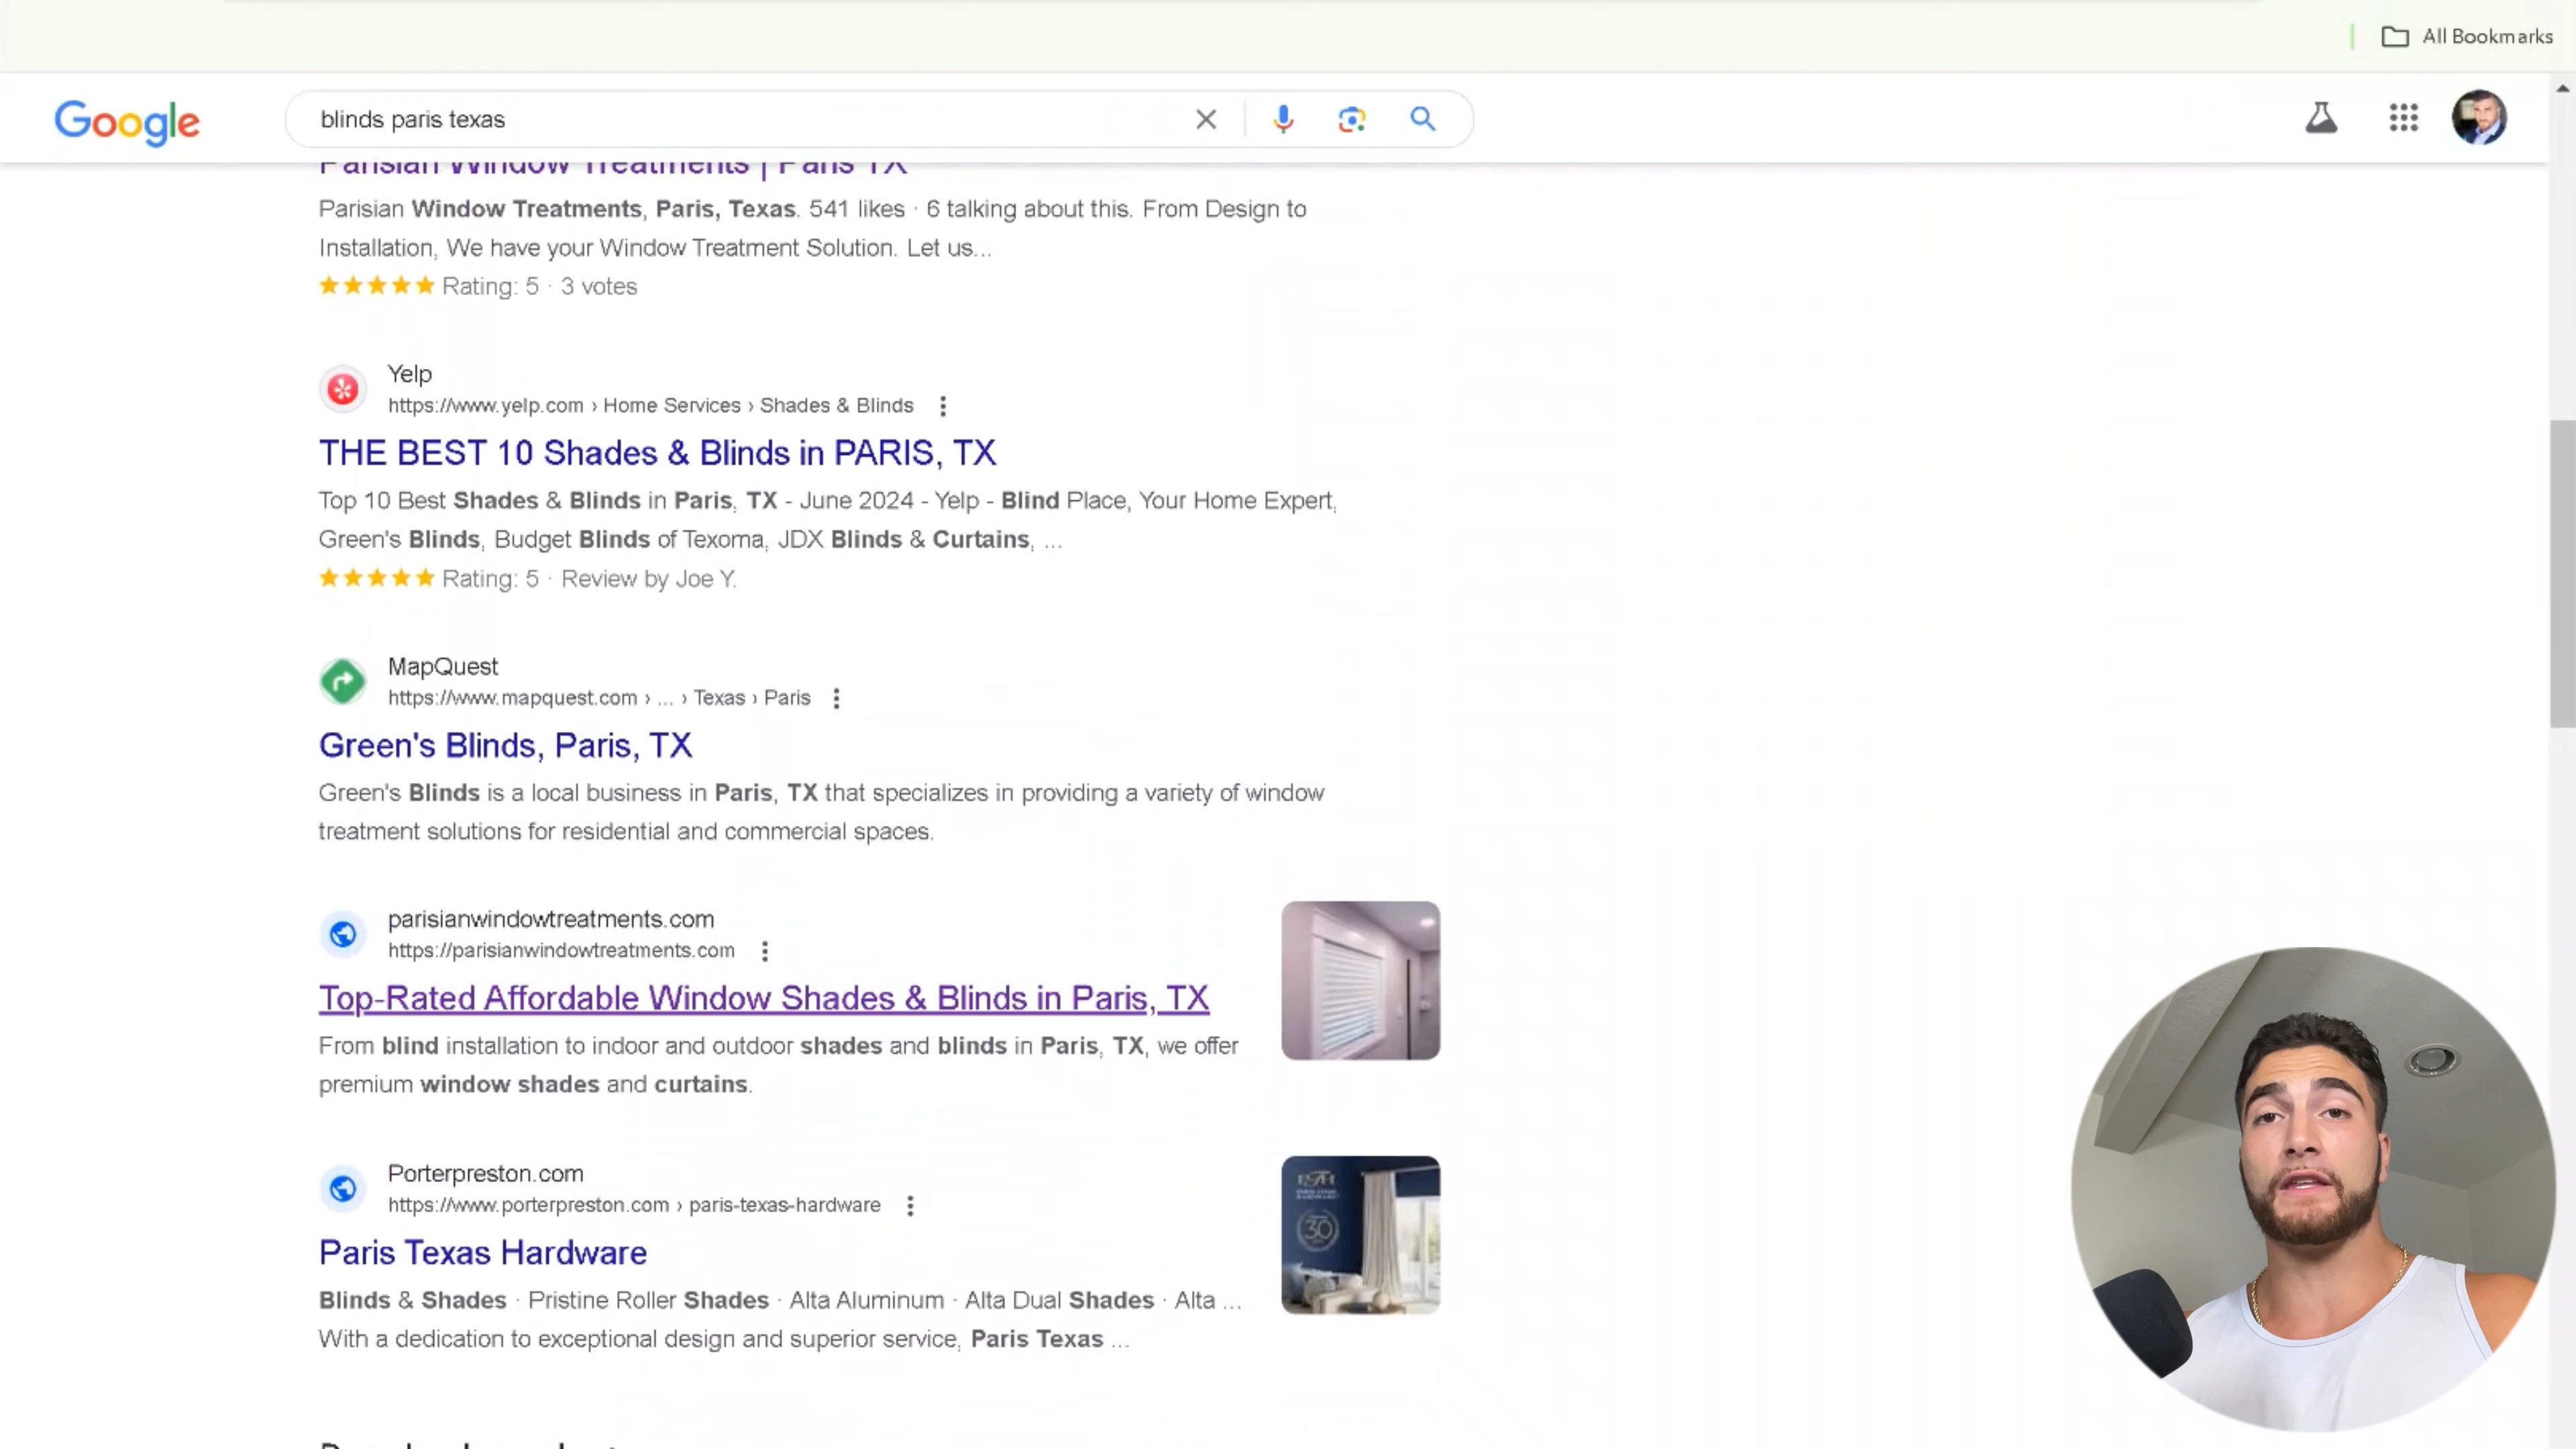 All Bookmarks
Google
blinds paris texas
Parisian Window Treatments | Paris TX
Parisian Window Treatments, Paris, Texas. 541 likes · 6 talking about this. From Design to
Installation, We have your Window Treatment Solution. Let us...
Rating: 5 · 3 votes
Yelp
https://www.yelp.com › Home Services › Shades & Blinds
THE BEST 10 Shades & Blinds in PARIS, TX
Top 10 Best Shades & Blinds in Paris, TX - June 2024 - Yelp - Blind Place, Your Home Expert,
Green's Blinds, Budget Blinds of Texoma, JDX Blinds & Curtains, ...
Rating: 5 · Review by Joe Y.
MapQuest
https://www.mapquest.com › ... › Texas › Paris
Green's Blinds, Paris, TX
Green's Blinds is a local business in Paris, TX that specializes in providing a variety of window
treatment solutions for residential and commercial spaces.
parisianwindowtreatments.com
https://parisianwindowtreatments.com
Top-Rated Affordable Window Shades & Blinds in Paris, TX
From blind installation to indoor and outdoor shades and blinds in Paris, TX, we offer
premium window shades and curtains.
Porterpreston.com
https://www.porterpreston.com › paris-texas-hardware
Paris Texas Hardware
Blinds & Shades · Pristine Roller Shades · Alta Aluminum · Alta Dual Shades · Alta ...
With a dedication to exceptional design and superior service, Paris Texas ...
30